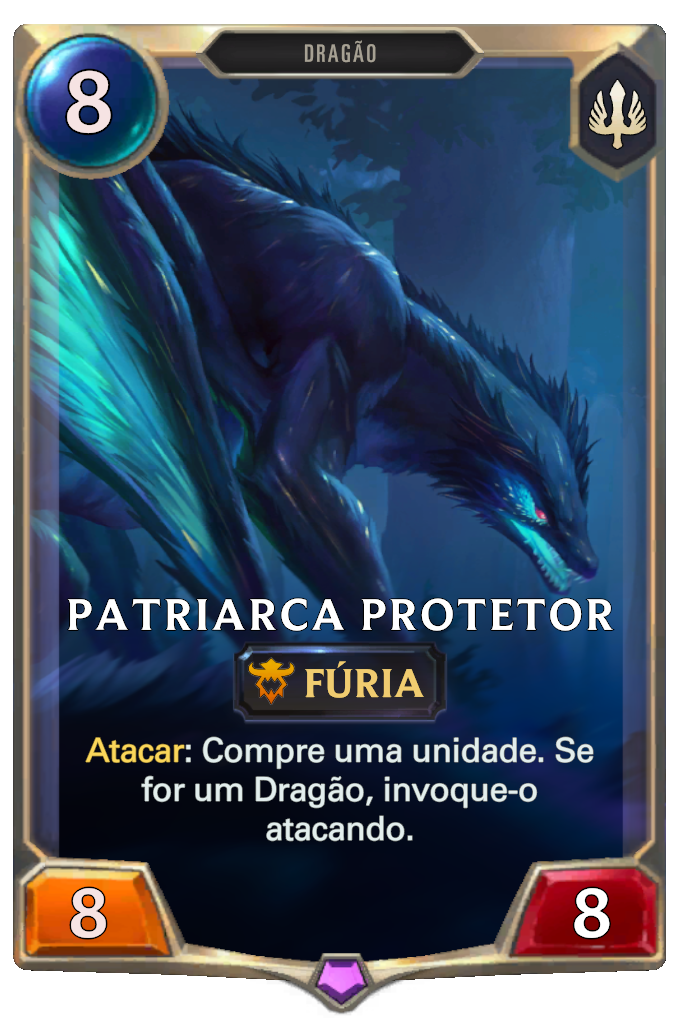 DRAGÃO
8
PATRIARCA PROTETOR
FÚRIA
Atacar: Compre uma unidade. Se
for um Dragão, invoque-o
atacando.
8
8